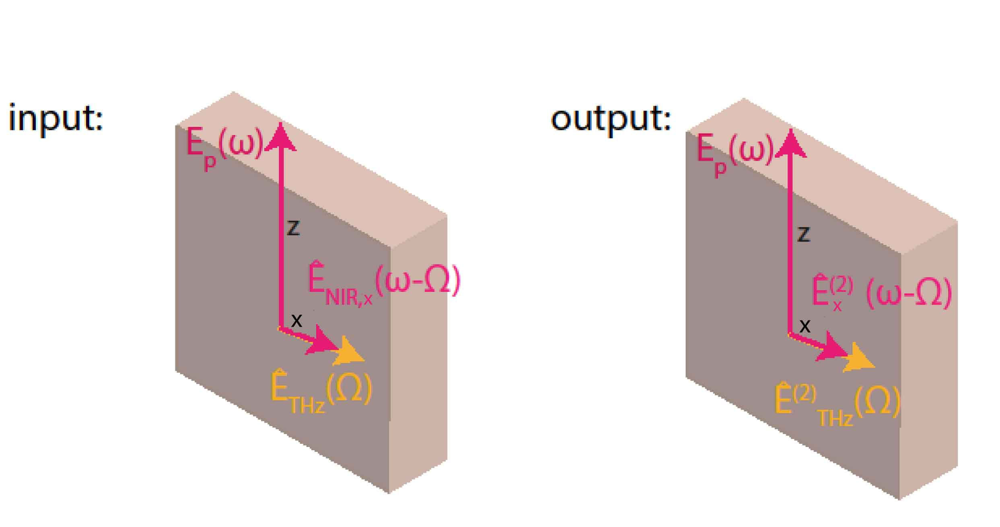 input:
E_p(ω)
z
Ê_NIR,x(ω-Ω)
x
Ê_THz(Ω)
output:
E_p(ω)
z
Ê_x^(2) (ω-Ω)
x
Ê^(2)_THz(Ω)